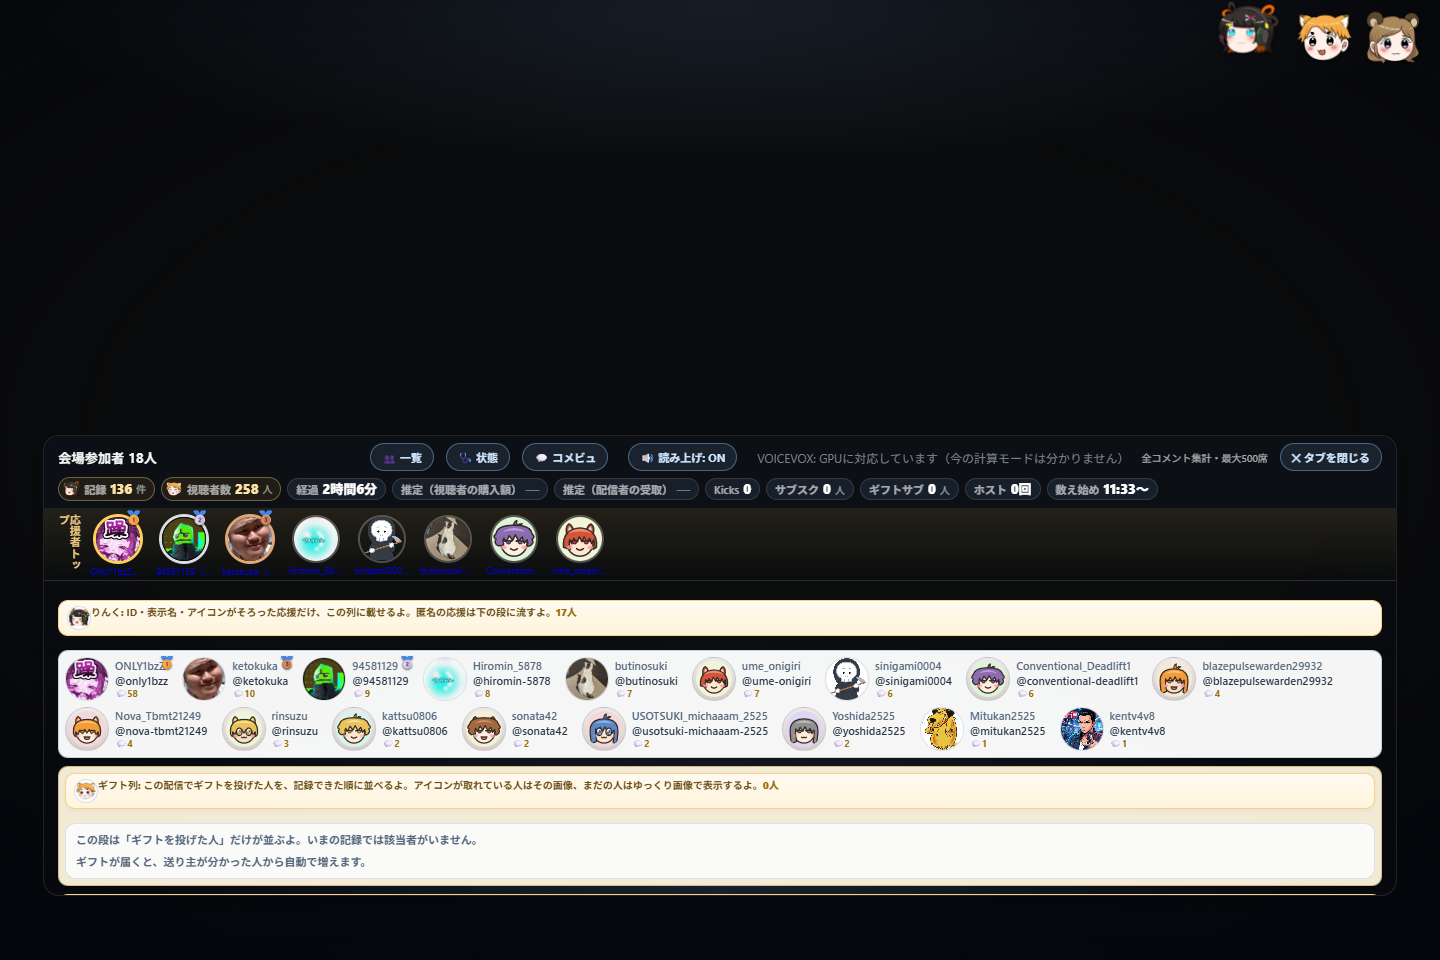 会場参加者 18人
一覧
状態
コメビュ
読み上げ: ON
VOICEVOX: GPUに対応しています（今の計算モードは分かりません）
全コメント集計・最大500席
タブを閉じる
記録 136 件
視聴者数 258 人
経過 2時間6分
推定（視聴者の購入額） —
推定（配信者の受取） —
Kicks 0
サブスク 0 人
ギフトサブ 0 人
ホスト 0回
数え始め 11:33〜
応援者トップ
りんく: ID・表示名・アイコンがそろった応援だけ、この列に載せるよ。匿名の応援は下の段に流すよ。17人
ONLY1bzz
@only1bzz
58
ketokuka
@ketokuka
10
94581129
@94581129
9
Hiromin_5878
@hiromin-5878
8
butinosuki
@butinosuki
7
ume_onigiri
@ume-onigiri
7
sinigami0004
@sinigami0004
6
Conventional_Deadlift1
@conventional-deadlift1
6
blazepulsewarden29932
@blazepulsewarden29932
4
Nova_Tbmt21249
@nova-tbmt21249
4
rinsuzu
@rinsuzu
3
kattsu0806
@kattsu0806
2
sonata42
@sonata42
2
USOTSUKI_michaaam_2525
@usotsuki-michaaam-2525
2
Yoshida2525
@yoshida2525
2
Mitukan2525
@mitukan2525
1
kentv4v8
@kentv4v8
1
ギフト列: この配信でギフトを投げた人を、記録できた順に並べるよ。アイコンが取れている人はその画像、まだの人はゆっくり画像で表示するよ。0人
この段は「ギフトを投げた人」だけが並ぶよ。いまの記録では該当者がいません。
ギフトが届くと、送り主が分かった人から自動で増えます。